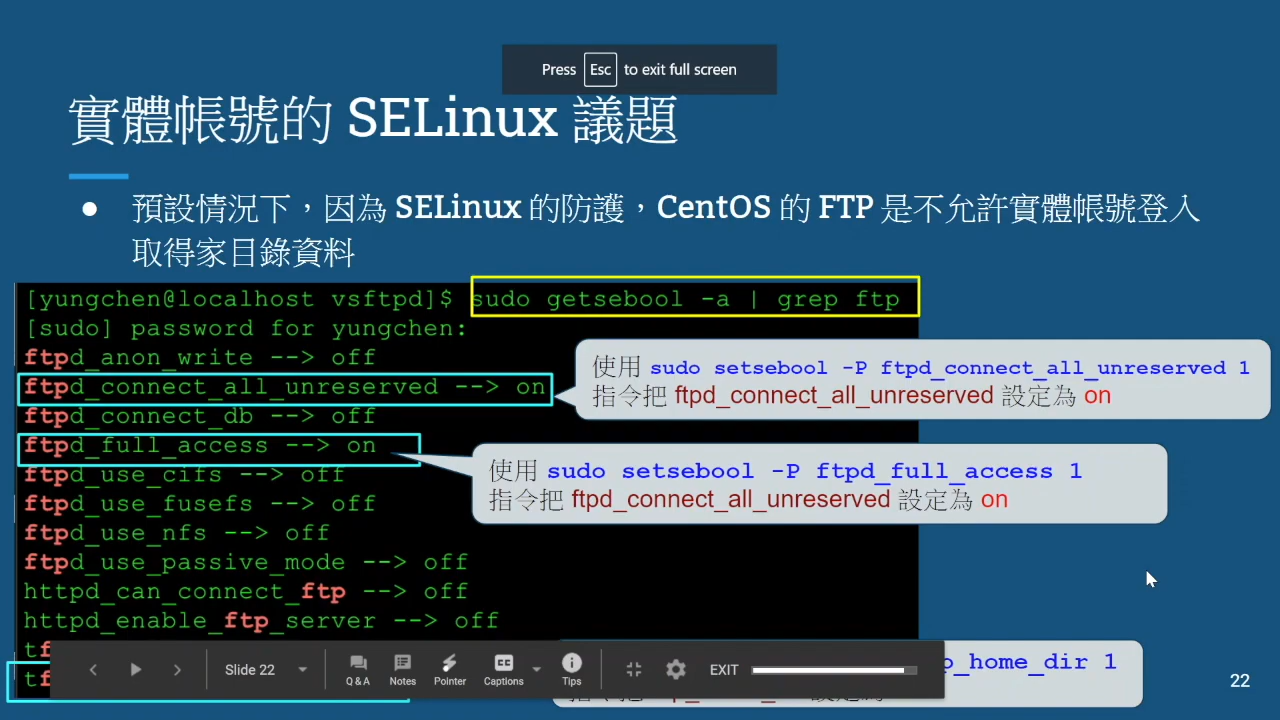 Press Esc to exit full screen
實體帳號的 SELinux 議題
● 預設情況下，因為 SELinux 的防護，CentOS 的 FTP 是不允許實體帳號登入
取得家目錄資料
[yungchen@localhost vsftpd]$ sudo getsebool -a | grep ftp
[sudo] password for yungchen:
ftpd_anon_write --> off
ftpd_connect_all_unreserved --> on
ftpd_connect_db --> off
ftpd_full_access --> on
ftpd_use_cifs --> off
ftpd_use_fusefs --> off
ftpd_use_nfs --> off
ftpd_use_passive_mode --> off
httpd_can_connect_ftp --> off
httpd_enable_ftp_server --> off
使用 sudo setsebool -P ftpd_connect_all_unreserved 1
指令把 ftpd_connect_all_unreserved 設定為 on
使用 sudo setsebool -P ftpd_full_access 1
指令把 ftpd_connect_all_unreserved 設定為 on
_home_dir 1
Slide 22
Q & A
Notes
Pointer
Captions
Tips
EXIT
22